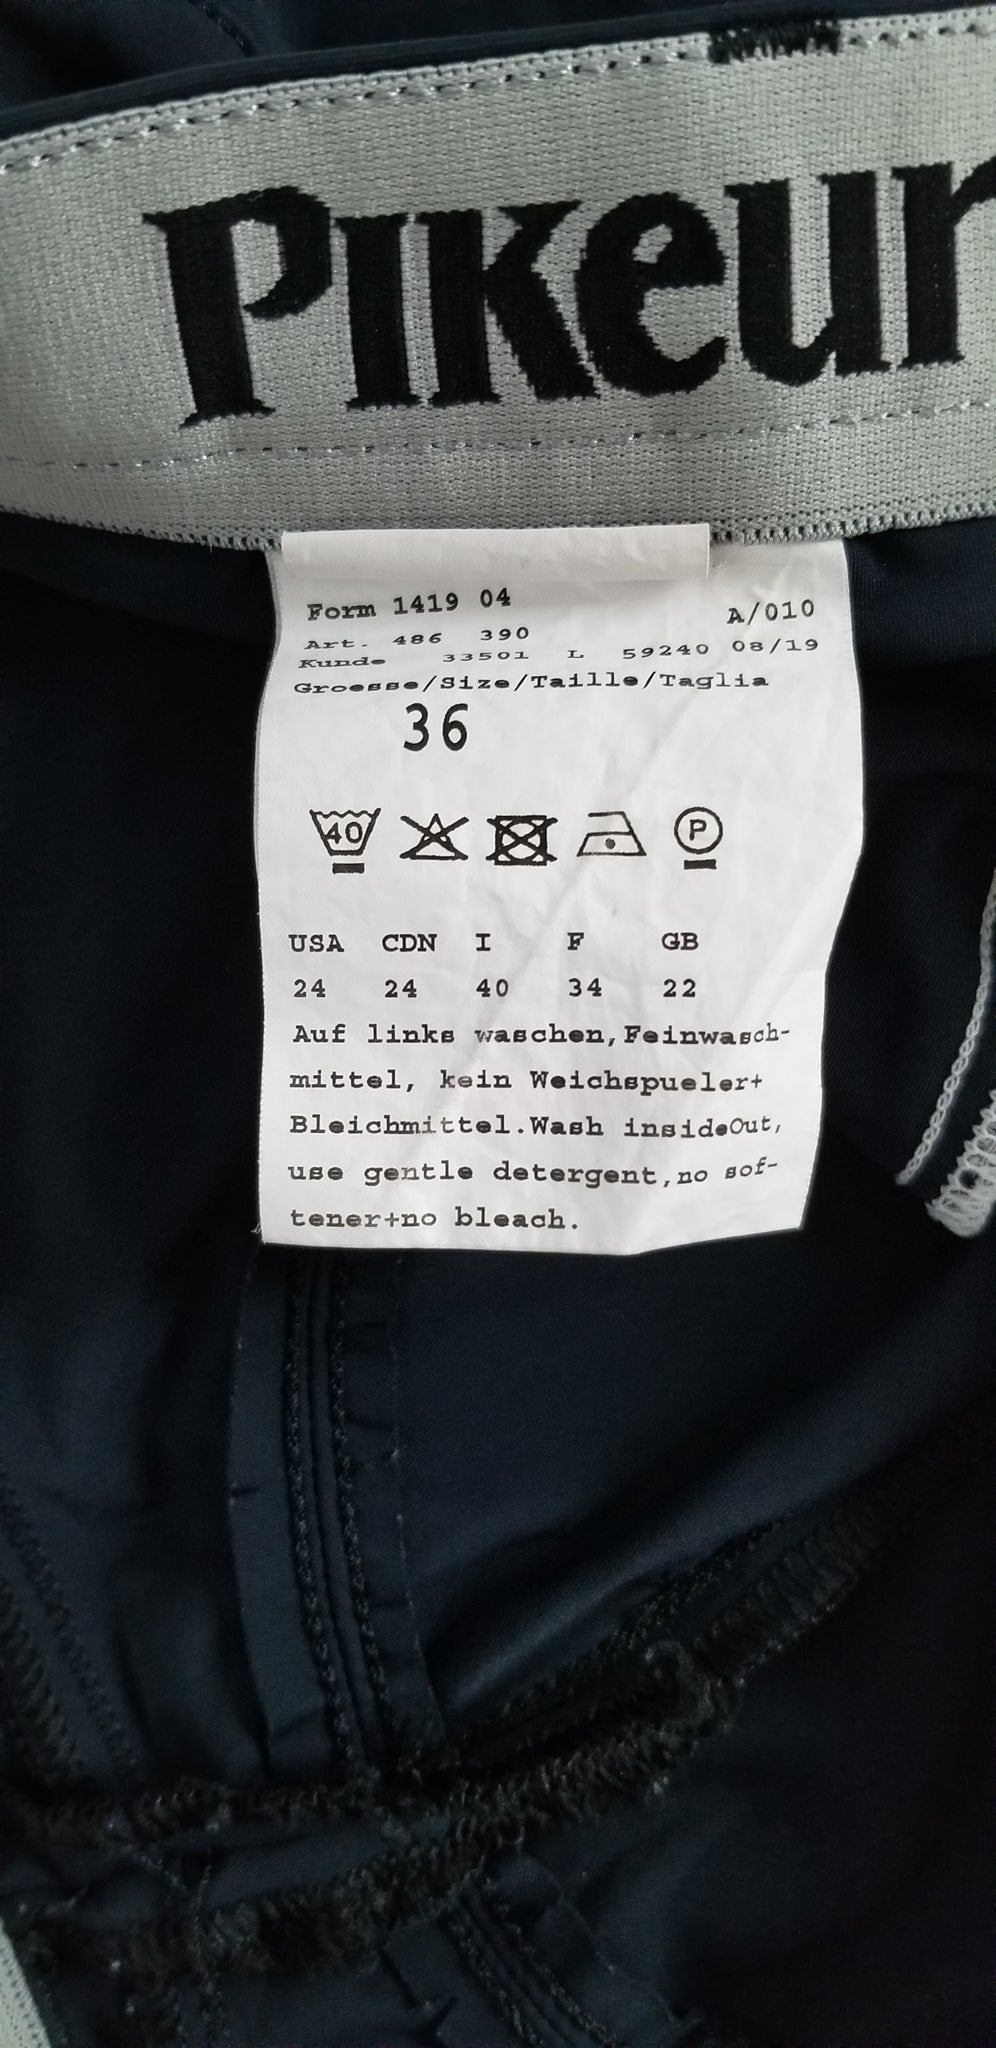 PIKeur
Form 1419 04 A/010
Art. 486 390
Kunde 33501 L 59240 08/19
Groesse/Size/Taille/Taglia
36
40 P
USA CDN I F GB
24 24 40 34 22
Auf links waschen,Feinwasch-
mittel, kein Weichspueler+
Bleichmittel.Wash insideOut,
use gentle detergent,no sof-
tener+no bleach.